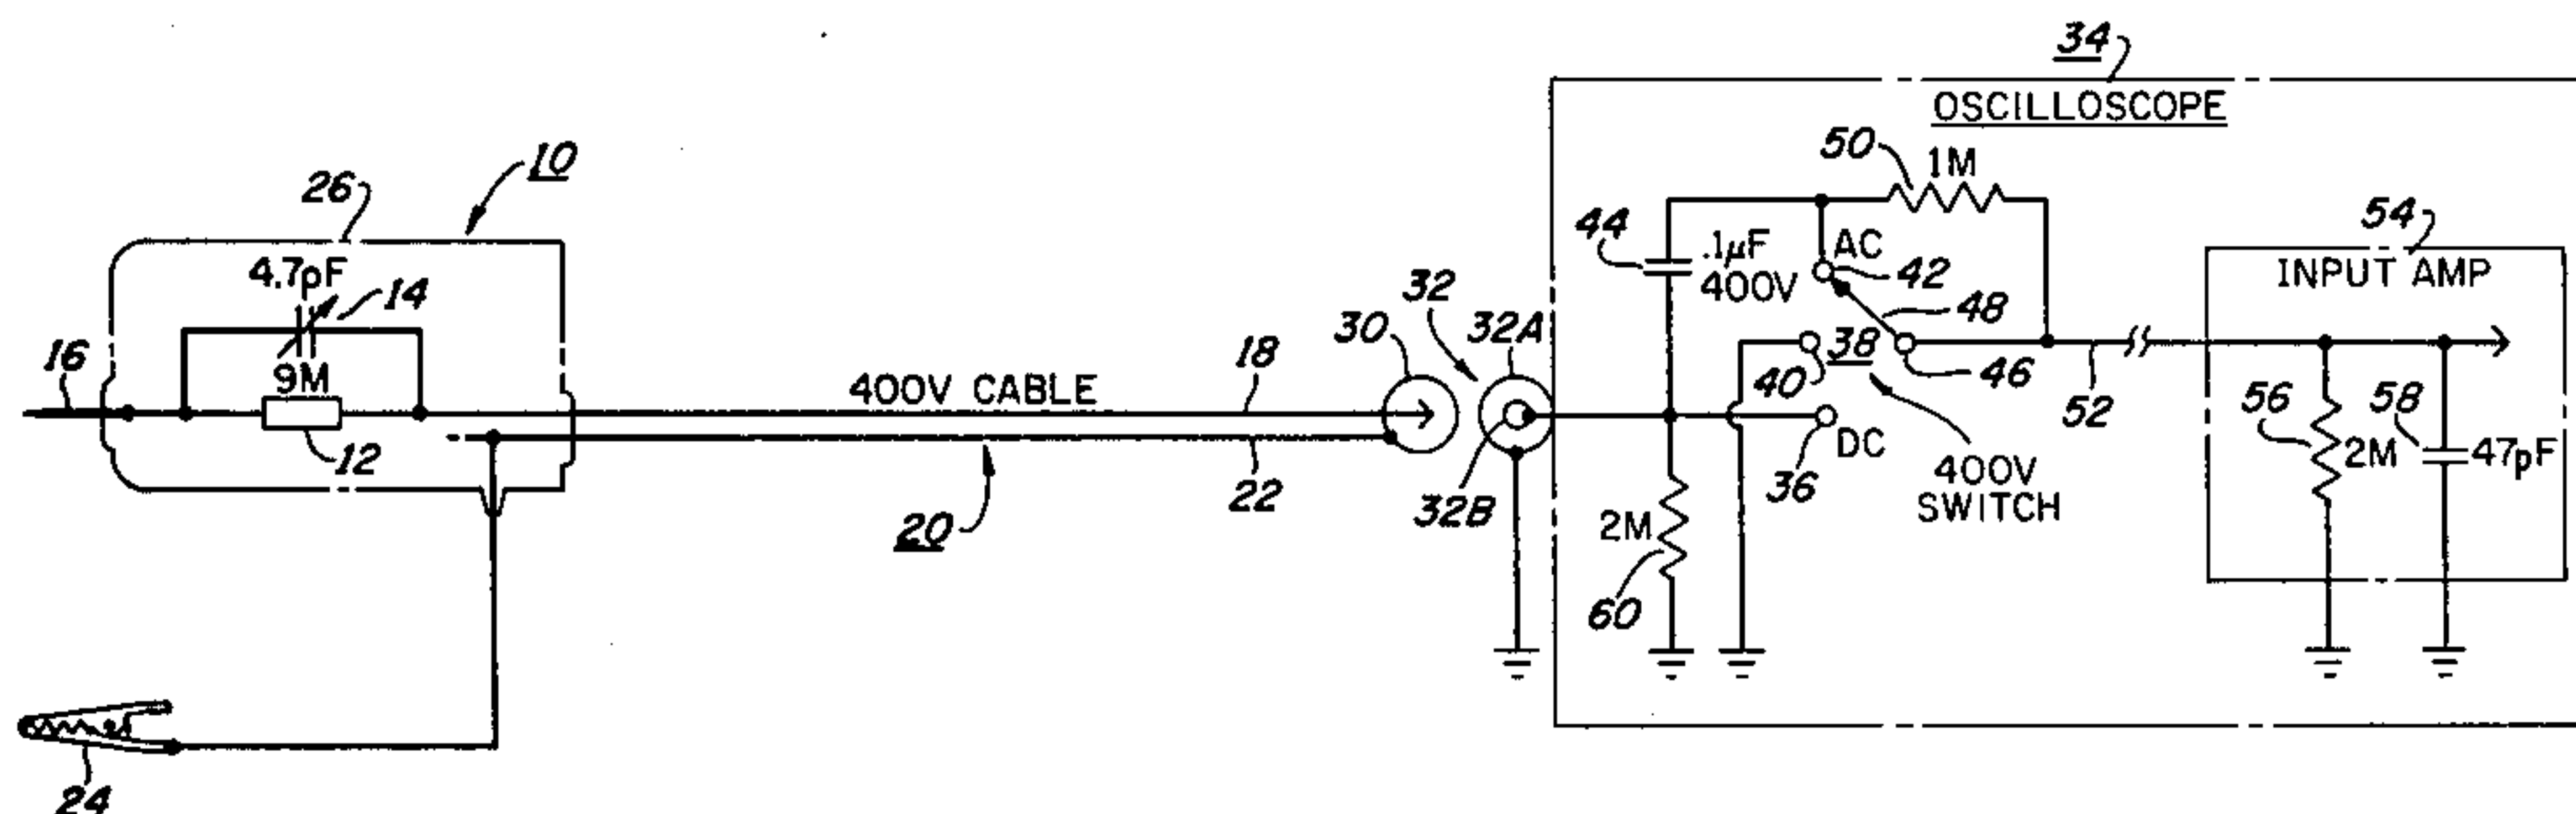 34
OSCILLOSCOPE
50
1M
10
26
44
.1µF
400V
AC
42
54
INPUT AMP
4.7pF
14
32
48
16
9M
30
32A
38
400V CABLE
18
40
46
52
56
58
12
DC
2M
47pF
22
32B
36
400V
SWITCH
20
2M
60
24